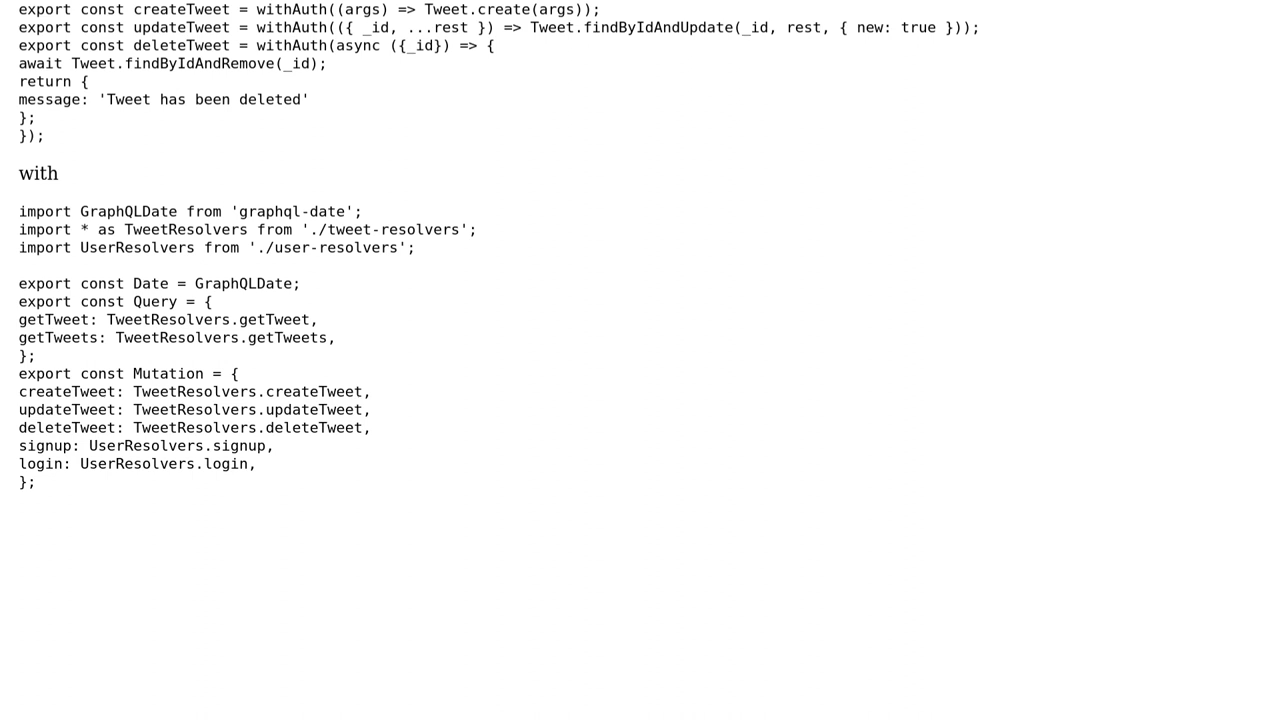 export const createTweet = withAuth((args) => Tweet.create(args));
export const updateTweet = withAuth(({ _id, ...rest }) => Tweet.findByIdAndUpdate(_id, rest, { new: true }));
export const deleteTweet = withAuth(async ({_id}) => {
await Tweet.findByIdAndRemove(_id);
return {
message: 'Tweet has been deleted'
};
});
with
import GraphQLDate from 'graphql-date';
import * as TweetResolvers from './tweet-resolvers';
import UserResolvers from './user-resolvers';
export const Date = GraphQLDate;
export const Query = {
getTweet: TweetResolvers.getTweet,
getTweets: TweetResolvers.getTweets,
};
export const Mutation = {
createTweet: TweetResolvers.createTweet,
updateTweet: TweetResolvers.updateTweet,
deleteTweet: TweetResolvers.deleteTweet,
signup: UserResolvers.signup,
login: UserResolvers.login,
};